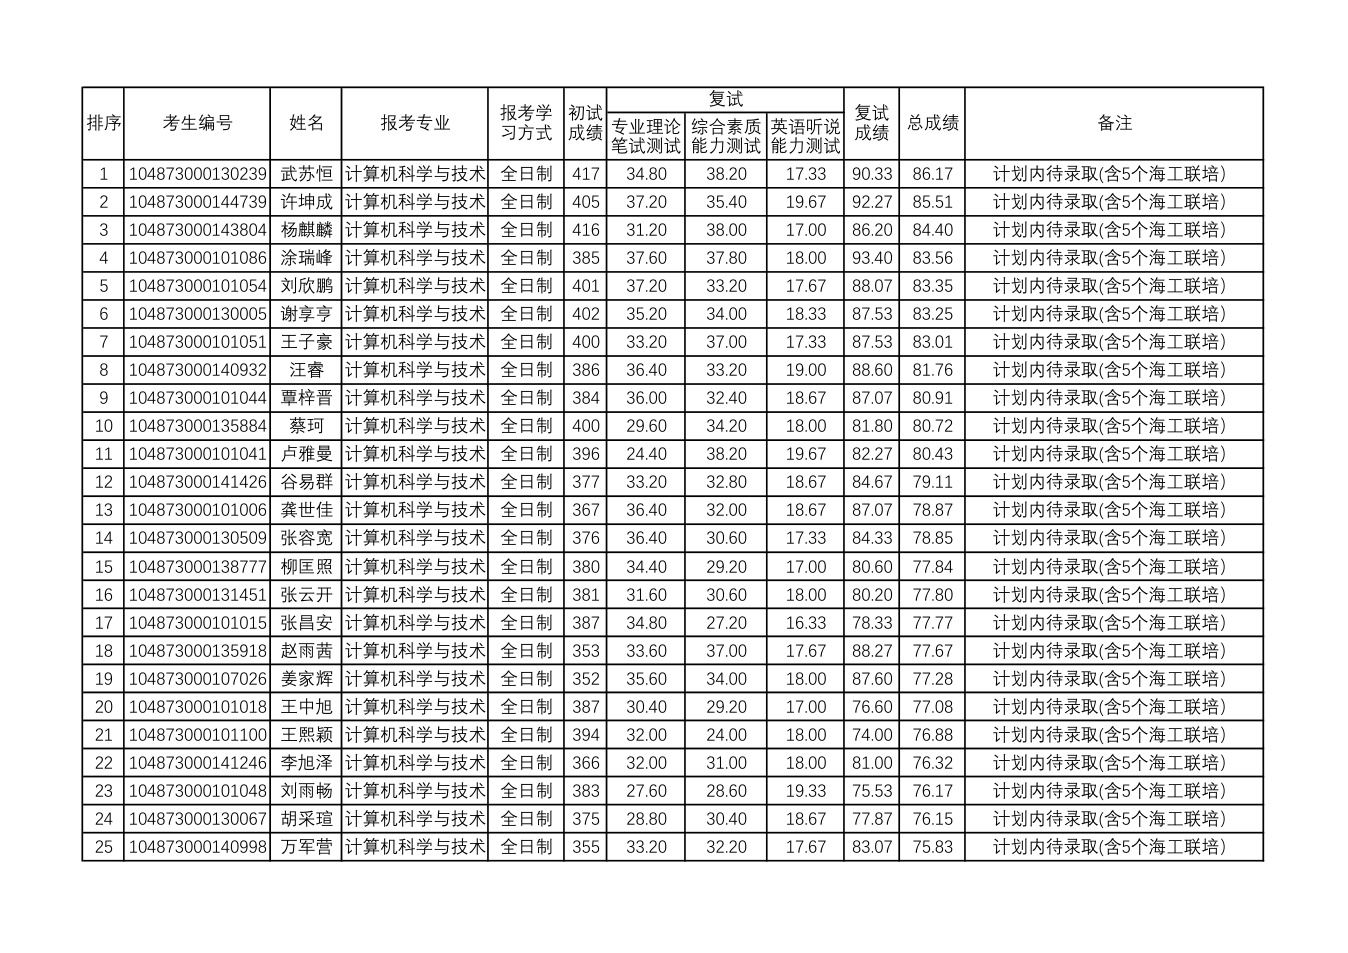 排序 考生编号 姓名 报考专业 报考学习方式 初试成绩 复试 复试成绩 总成绩 备注
专业理论笔试测试 综合素质能力测试 英语听说能力测试
1 104873000130239 武苏恒 计算机科学与技术 全日制 417 34.80 38.20 17.33 90.33 86.17 计划内待录取(含5个海工联培）
2 104873000144739 许坤成 计算机科学与技术 全日制 405 37.20 35.40 19.67 92.27 85.51 计划内待录取(含5个海工联培）
3 104873000143804 杨麒麟 计算机科学与技术 全日制 416 31.20 38.00 17.00 86.20 84.40 计划内待录取(含5个海工联培）
4 104873000101086 涂瑞峰 计算机科学与技术 全日制 385 37.60 37.80 18.00 93.40 83.56 计划内待录取(含5个海工联培）
5 104873000101054 刘欣鹏 计算机科学与技术 全日制 401 37.20 33.20 17.67 88.07 83.35 计划内待录取(含5个海工联培）
6 104873000130005 谢享亨 计算机科学与技术 全日制 402 35.20 34.00 18.33 87.53 83.25 计划内待录取(含5个海工联培）
7 104873000101051 王子豪 计算机科学与技术 全日制 400 33.20 37.00 17.33 87.53 83.01 计划内待录取(含5个海工联培）
8 104873000140932 汪睿 计算机科学与技术 全日制 386 36.40 33.20 19.00 88.60 81.76 计划内待录取(含5个海工联培）
9 104873000101044 覃梓晋 计算机科学与技术 全日制 384 36.00 32.40 18.67 87.07 80.91 计划内待录取(含5个海工联培）
10 104873000135884 蔡珂 计算机科学与技术 全日制 400 29.60 34.20 18.00 81.80 80.72 计划内待录取(含5个海工联培）
11 104873000101041 卢雅曼 计算机科学与技术 全日制 396 24.40 38.20 19.67 82.27 80.43 计划内待录取(含5个海工联培）
12 104873000141426 谷易群 计算机科学与技术 全日制 377 33.20 32.80 18.67 84.67 79.11 计划内待录取(含5个海工联培）
13 104873000101006 龚世佳 计算机科学与技术 全日制 367 36.40 32.00 18.67 87.07 78.87 计划内待录取(含5个海工联培）
14 104873000130509 张容宽 计算机科学与技术 全日制 376 36.40 30.60 17.33 84.33 78.85 计划内待录取(含5个海工联培）
15 104873000138777 柳匡照 计算机科学与技术 全日制 380 34.40 29.20 17.00 80.60 77.84 计划内待录取(含5个海工联培）
16 104873000131451 张云开 计算机科学与技术 全日制 381 31.60 30.60 18.00 80.20 77.80 计划内待录取(含5个海工联培）
17 104873000101015 张昌安 计算机科学与技术 全日制 387 34.80 27.20 16.33 78.33 77.77 计划内待录取(含5个海工联培）
18 104873000135918 赵雨茜 计算机科学与技术 全日制 353 33.60 37.00 17.67 88.27 77.67 计划内待录取(含5个海工联培）
19 104873000107026 姜家辉 计算机科学与技术 全日制 352 35.60 34.00 18.00 87.60 77.28 计划内待录取(含5个海工联培）
20 104873000101018 王中旭 计算机科学与技术 全日制 387 30.40 29.20 17.00 76.60 77.08 计划内待录取(含5个海工联培）
21 104873000101100 王熙颖 计算机科学与技术 全日制 394 32.00 24.00 18.00 74.00 76.88 计划内待录取(含5个海工联培）
22 104873000141246 李旭泽 计算机科学与技术 全日制 366 32.00 31.00 18.00 81.00 76.32 计划内待录取(含5个海工联培）
23 104873000101048 刘雨畅 计算机科学与技术 全日制 383 27.60 28.60 19.33 75.53 76.17 计划内待录取(含5个海工联培）
24 104873000130067 胡采瑄 计算机科学与技术 全日制 375 28.80 30.40 18.67 77.87 76.15 计划内待录取(含5个海工联培）
25 104873000140998 万军营 计算机科学与技术 全日制 355 33.20 32.20 17.67 83.07 75.83 计划内待录取(含5个海工联培）